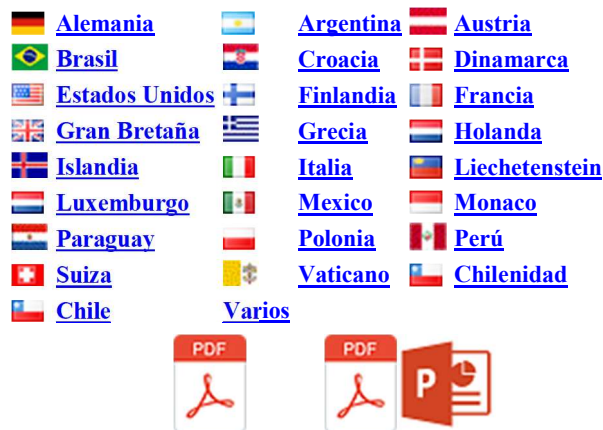 Alemania Argentina Austria
Brasil Croacia Dinamarca
Estados Unidos Finlandia Francia
Gran Bretaña Grecia Holanda
Islandia Italia Liechetenstein
Luxemburgo Mexico Monaco
Paraguay Polonia Perú
Suiza Vaticano Chilenidad
Chile Varios
PDF PDF P